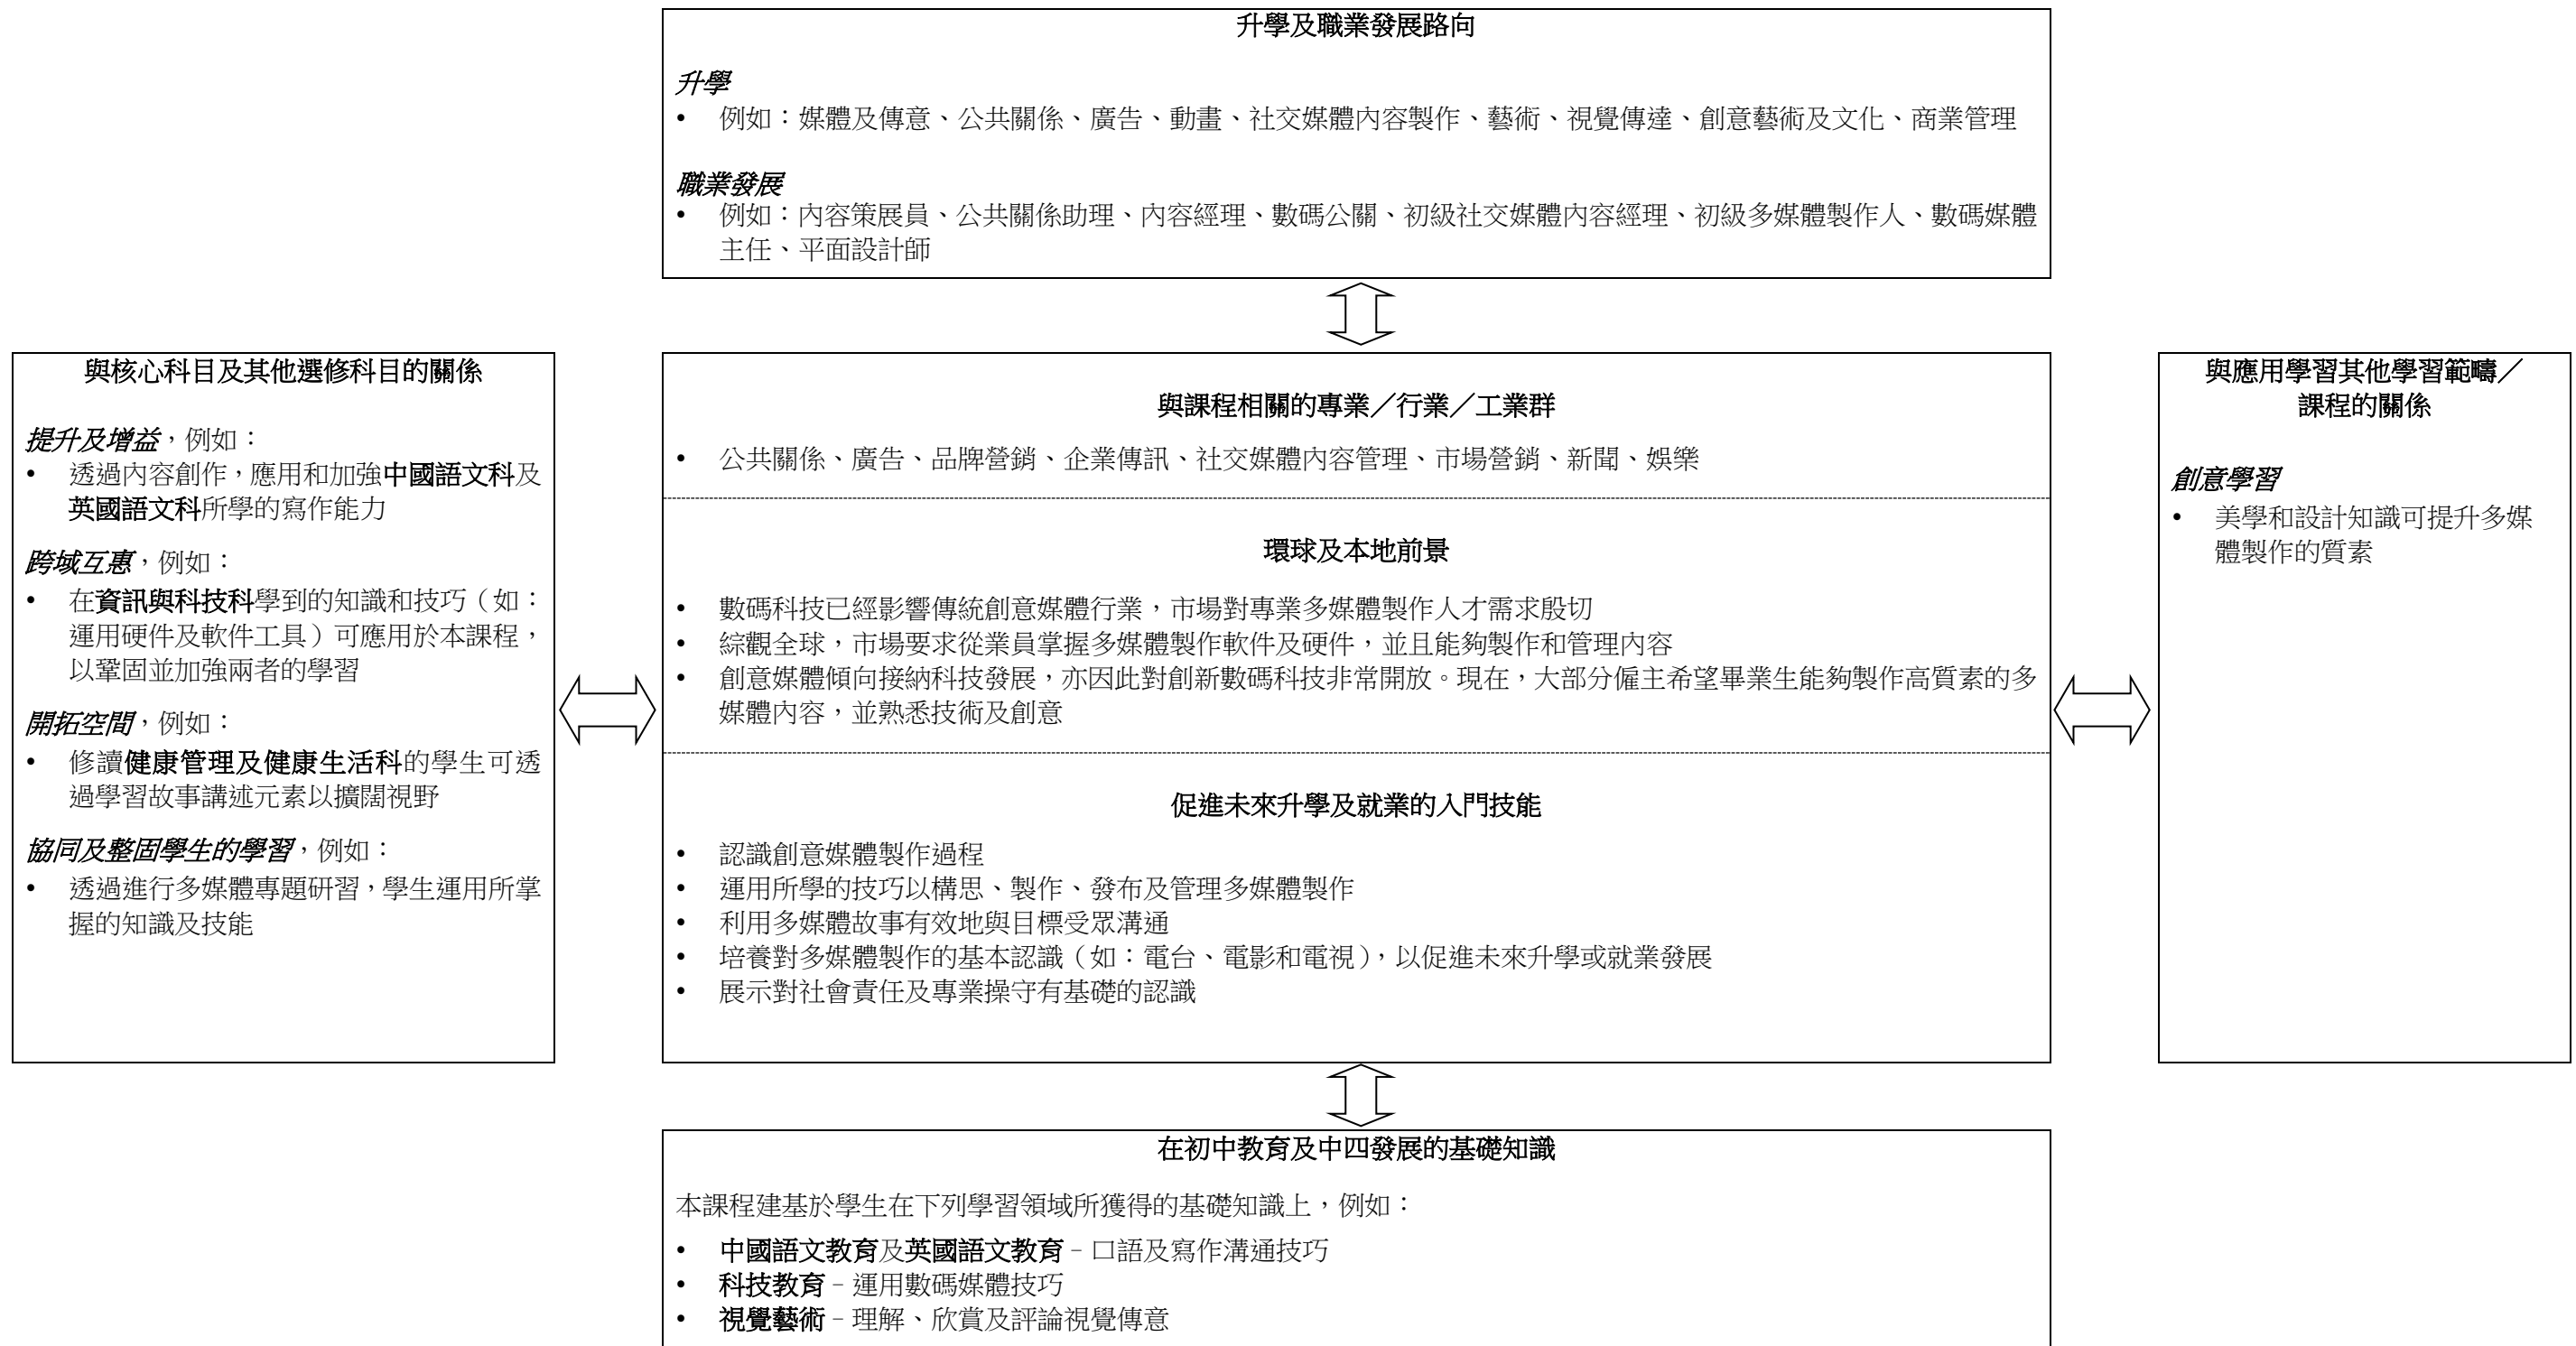 升學及職業發展路向
升學
• 例如：媒體及傳意、公共關係、廣告、動畫、社交媒體內容製作、藝術、視覺傳達、創意藝術及文化、商業管理
職業發展
• 例如：內容策展員、公共關係助理、內容經理、數碼公關、初級社交媒體內容經理、初級多媒體製作人、數碼媒體
主任、平面設計師
與核心科目及其他選修科目的關係
提升及增益，例如：
• 透過內容創作，應用和加強中國語文科及
英國語文科所學的寫作能力
跨域互惠，例如：
• 在資訊與科技科學到的知識和技巧（如：
運用硬件及軟件工具）可應用於本課程，
以鞏固並加強兩者的學習
開拓空間，例如：
• 修讀健康管理及健康生活科的學生可透
過學習故事講述元素以擴闊視野
協同及整固學生的學習，例如：
• 透過進行多媒體專題研習，學生運用所掌
握的知識及技能
與課程相關的專業／行業／工業群
• 公共關係、廣告、品牌營銷、企業傳訊、社交媒體內容管理、市場營銷、新聞、娛樂
環球及本地前景
• 數碼科技已經影響傳統創意媒體行業，市場對專業多媒體製作人才需求殷切
• 綜觀全球，市場要求從業員掌握多媒體製作軟件及硬件，並且能夠製作和管理內容
• 創意媒體傾向接納科技發展，亦因此對創新數碼科技非常開放。現在，大部分僱主希望畢業生能夠製作高質素的多
媒體內容，並熟悉技術及創意
促進未來升學及就業的入門技能
• 認識創意媒體製作過程
• 運用所學的技巧以構思、製作、發布及管理多媒體製作
• 利用多媒體故事有效地與目標受眾溝通
• 培養對多媒體製作的基本認識（如：電台、電影和電視），以促進未來升學或就業發展
• 展示對社會責任及專業操守有基礎的認識
與應用學習其他學習範疇／
課程的關係
創意學習
• 美學和設計知識可提升多媒
體製作的質素
在初中教育及中四發展的基礎知識
本課程建基於學生在下列學習領域所獲得的基礎知識上，例如：
• 中國語文教育及英國語文教育 – 口語及寫作溝通技巧
• 科技教育 – 運用數碼媒體技巧
• 視覺藝術 – 理解、欣賞及評論視覺傳意